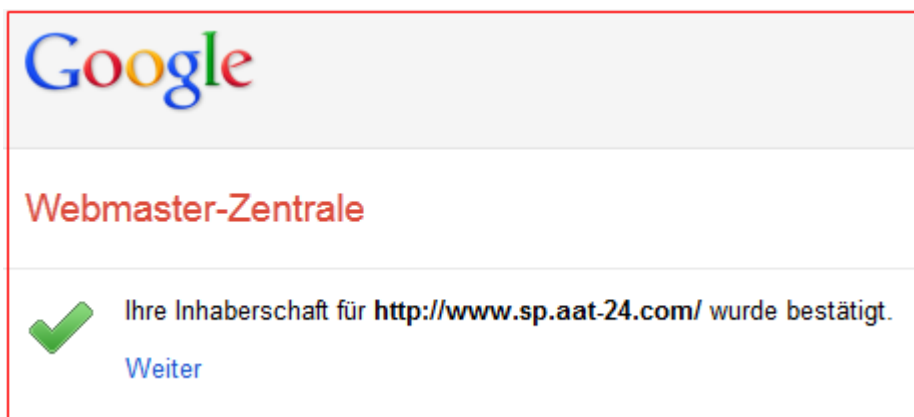 Google
Webmaster-Zentrale
Ihre Inhaberschaft für http://www.sp.aat-24.com/ wurde bestätigt.
Weiter